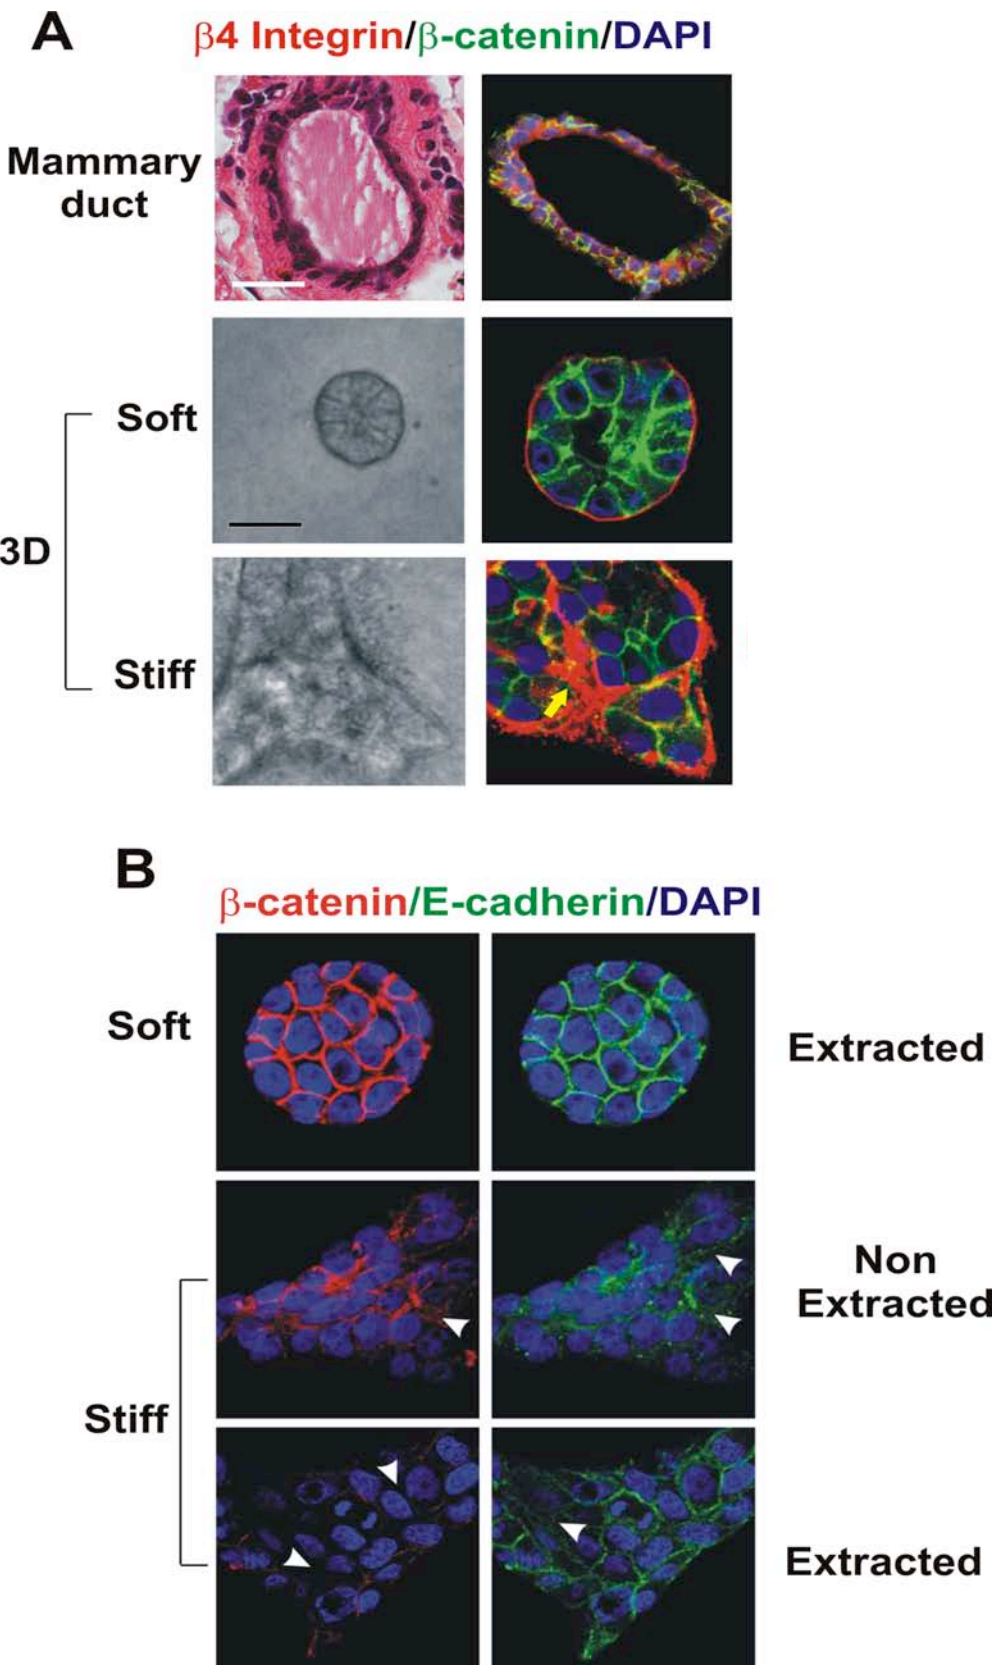 A
β4 Integrin/β-catenin/DAPI
Mammary
duct
Soft
3D
Stiff
B
β-catenin/E-cadherin/DAPI
Soft
Extracted
Non
Extracted
Stiff
Extracted